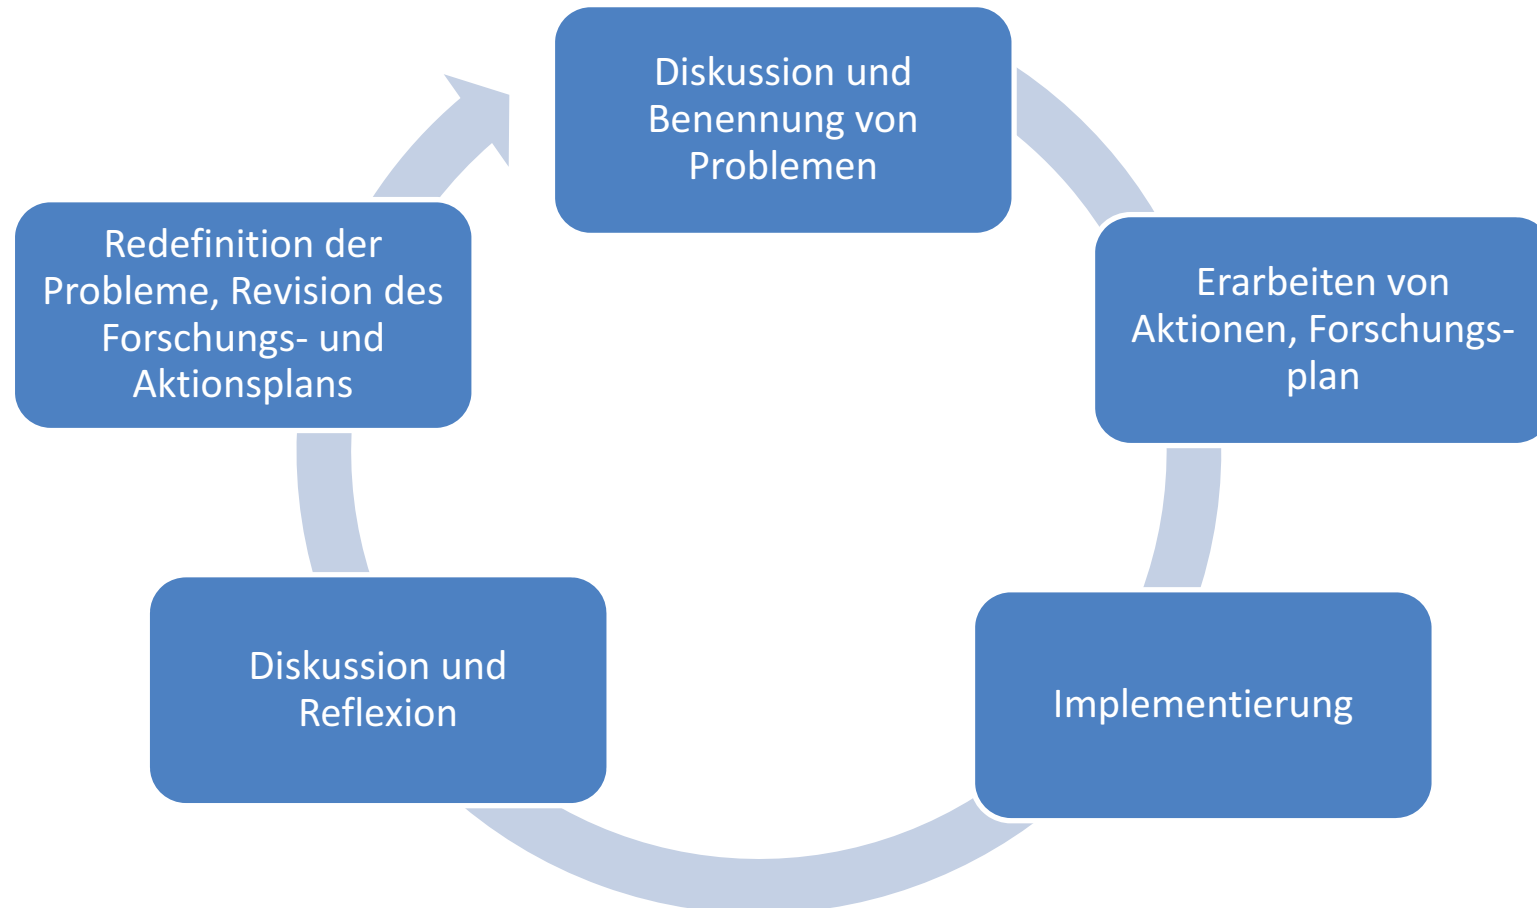 Diskussion und
Benennung von
Problemen
Erarbeiten von
Aktionen, Forschungs-
plan
Implementierung
Diskussion und
Reflexion
Redefinition der
Probleme, Revision des
Forschungs- und
Aktionsplans